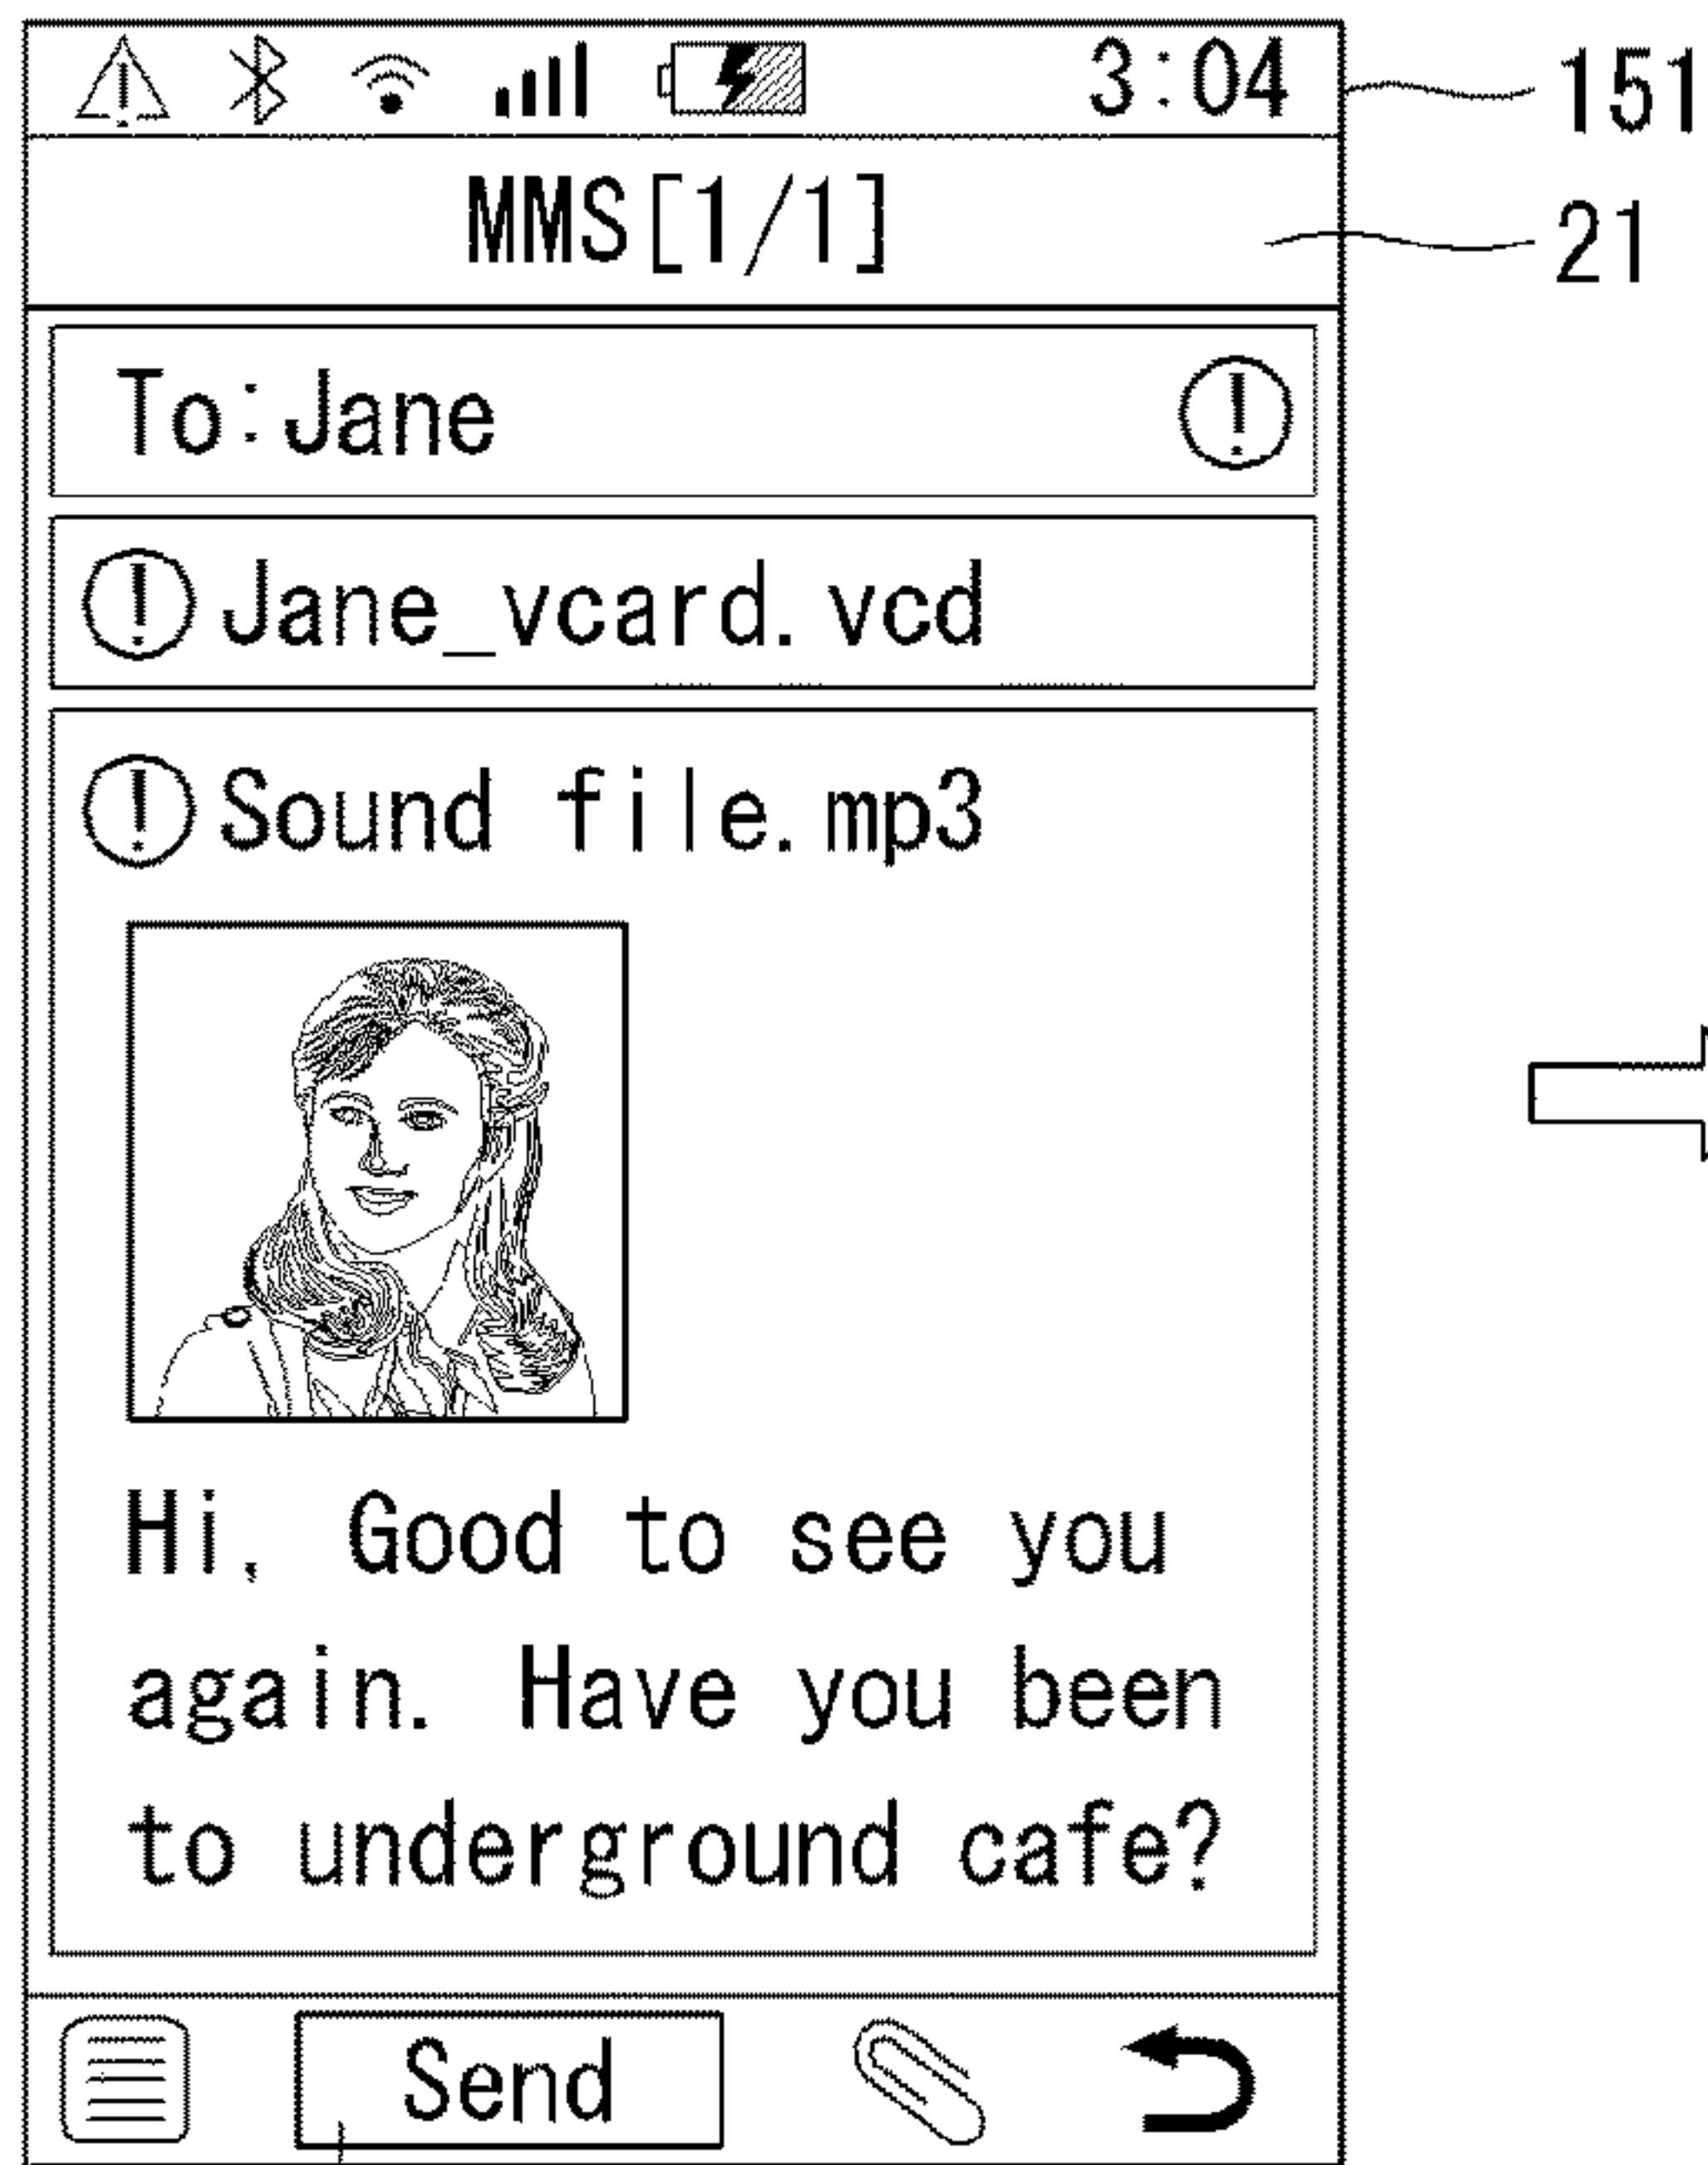 3:04
151
MMS[1/1]
21
To:Jane
Jane_vcard.vcd
Sound file.mp3
Hi, Good to see you
again. Have you been
to underground cafe?
Send